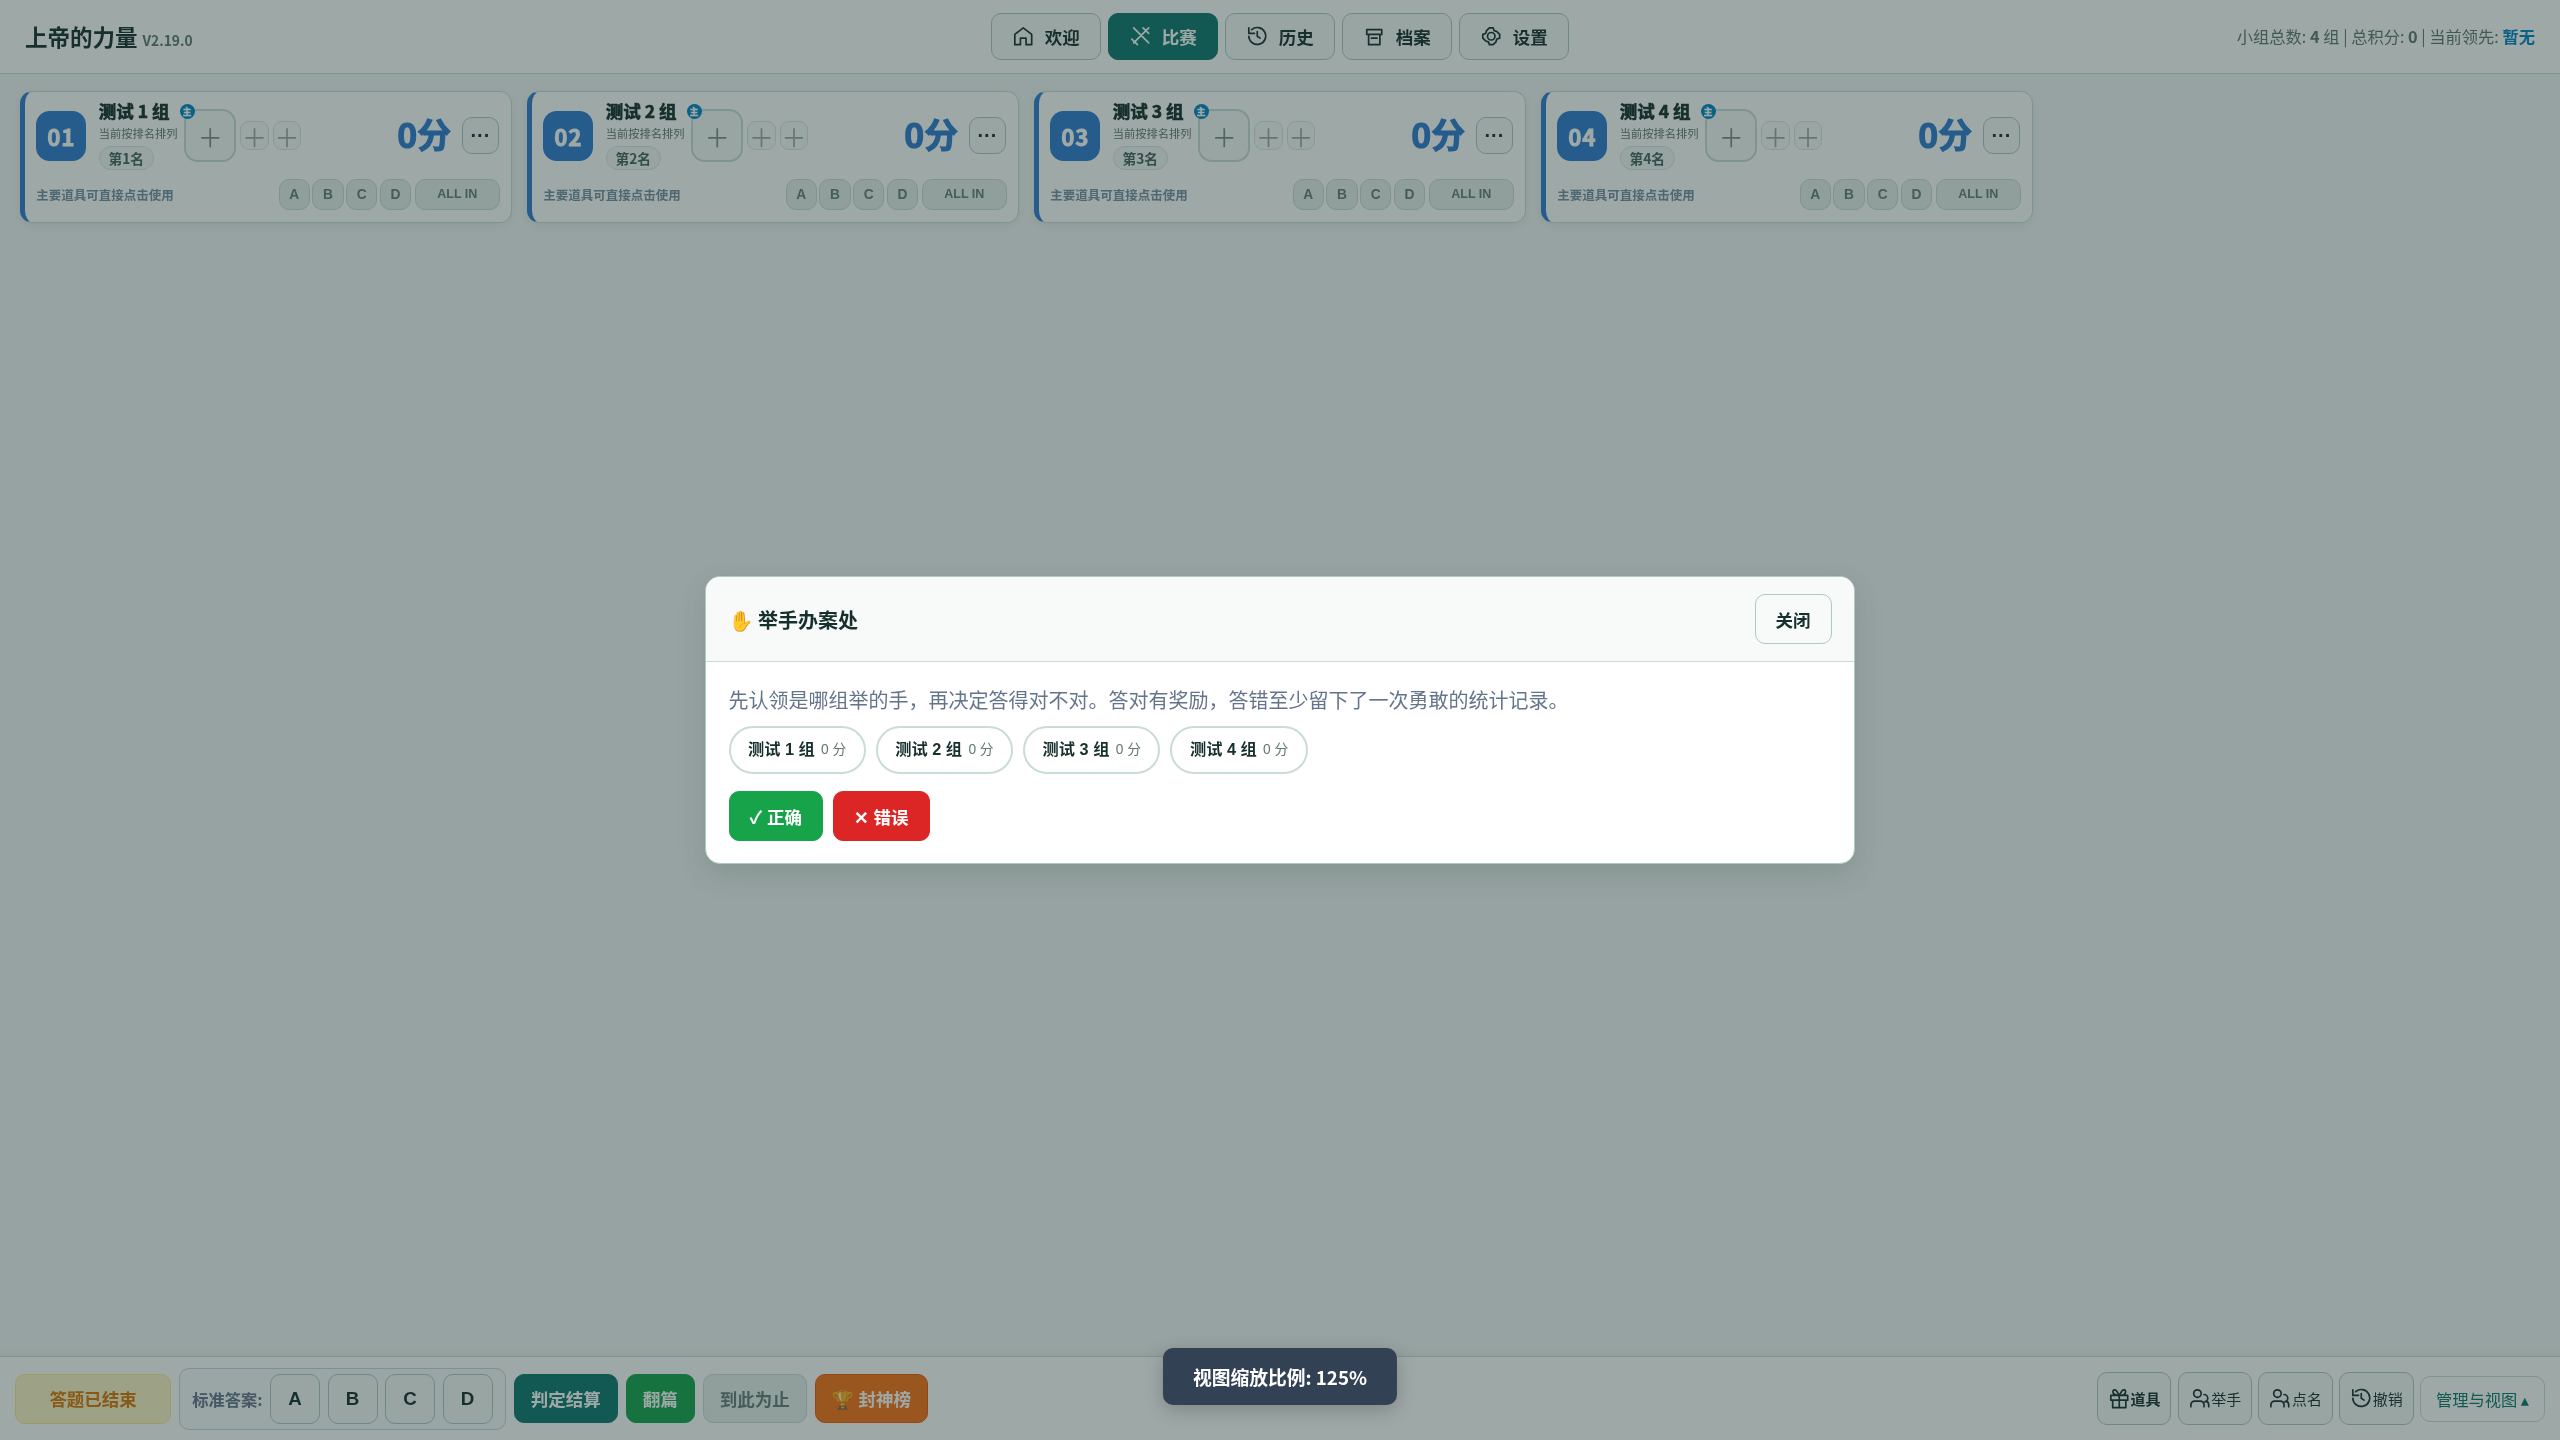 上帝的力量 V2.19.0
欢迎 比赛 历史 档案 设置
小组总数: 4 组 | 总积分: 0 | 当前领先: 暂无
01 测试 1 组 主 0分 ...
当前按排名排列
第1名
主要道具可直接点击使用 A B C D ALL IN
02 测试 2 组 主 0分 ...
当前按排名排列
第2名
主要道具可直接点击使用 A B C D ALL IN
03 测试 3 组 主 0分 ...
当前按排名排列
第3名
主要道具可直接点击使用 A B C D ALL IN
04 测试 4 组 主 0分 ...
当前按排名排列
第4名
主要道具可直接点击使用 A B C D ALL IN
✋ 举手办案处 关闭
先认领是哪组举的手，再决定答得对不对。答对有奖励，答错至少留下了一次勇敢的统计记录。
测试 1 组 0 分 测试 2 组 0 分 测试 3 组 0 分 测试 4 组 0 分
✓ 正确 ✕ 错误
视图缩放比例: 125%
答题已结束 标准答案: A B C D 判定结算 翻篇 到此为止 🏆 封神榜 道具 举手 点名 撤销 管理与视图 ▴